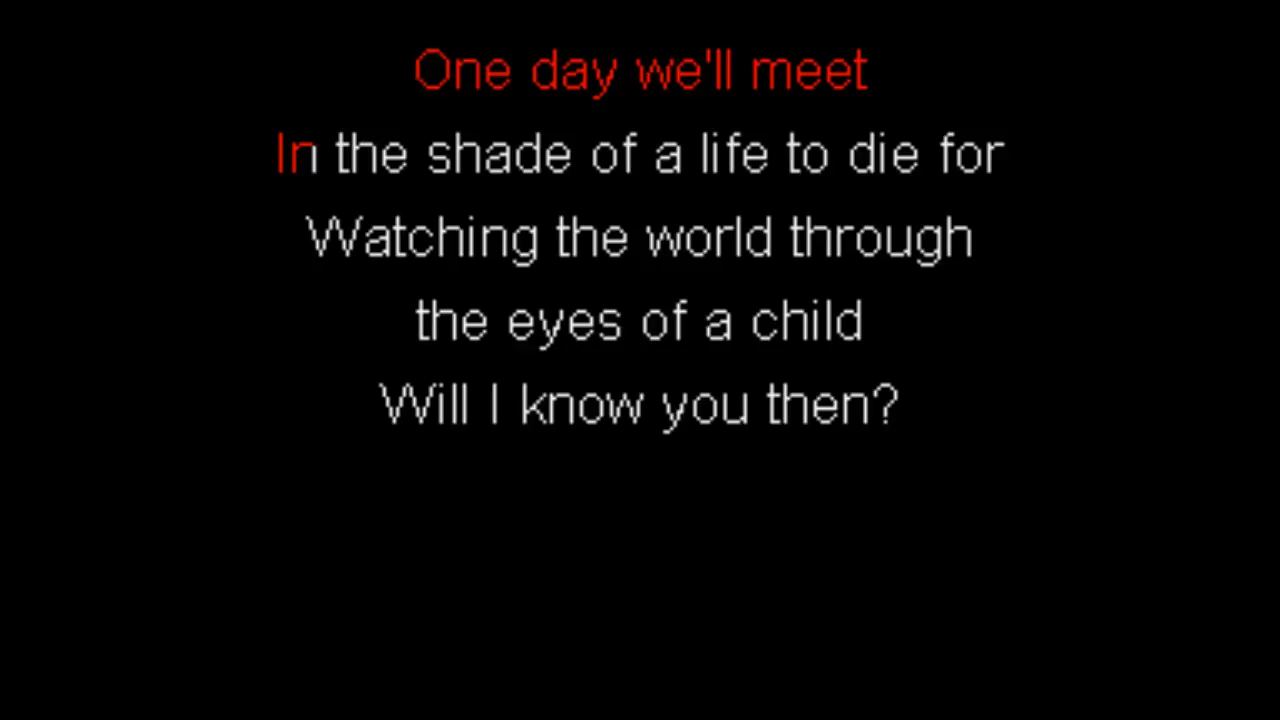 One day we'll meet
In the shade of a life to die for
Watching the world through
the eyes of a child
Will I know you then?